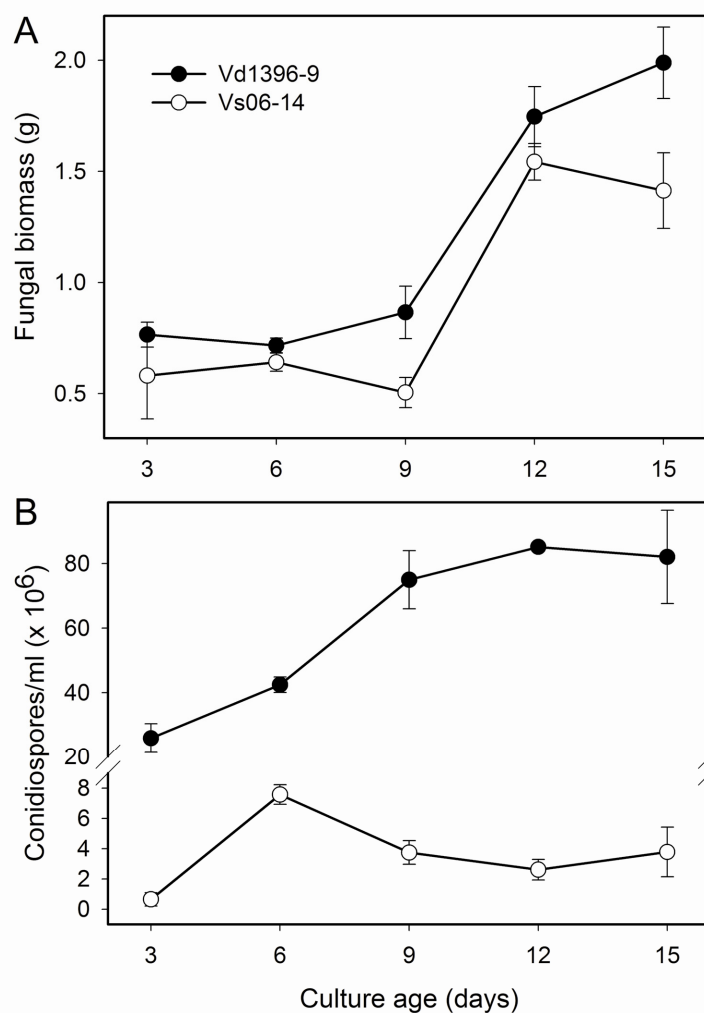 A
Vd1396-9
Vs06-14
Fungal biomass (g)
2.0
1.5
1.0
0.5
3 6 9 12 15
B
Conidiospores/ml (x 10⁶)
80
60
40
20
8
6
4
2
0
3 6 9 12 15
Culture age (days)